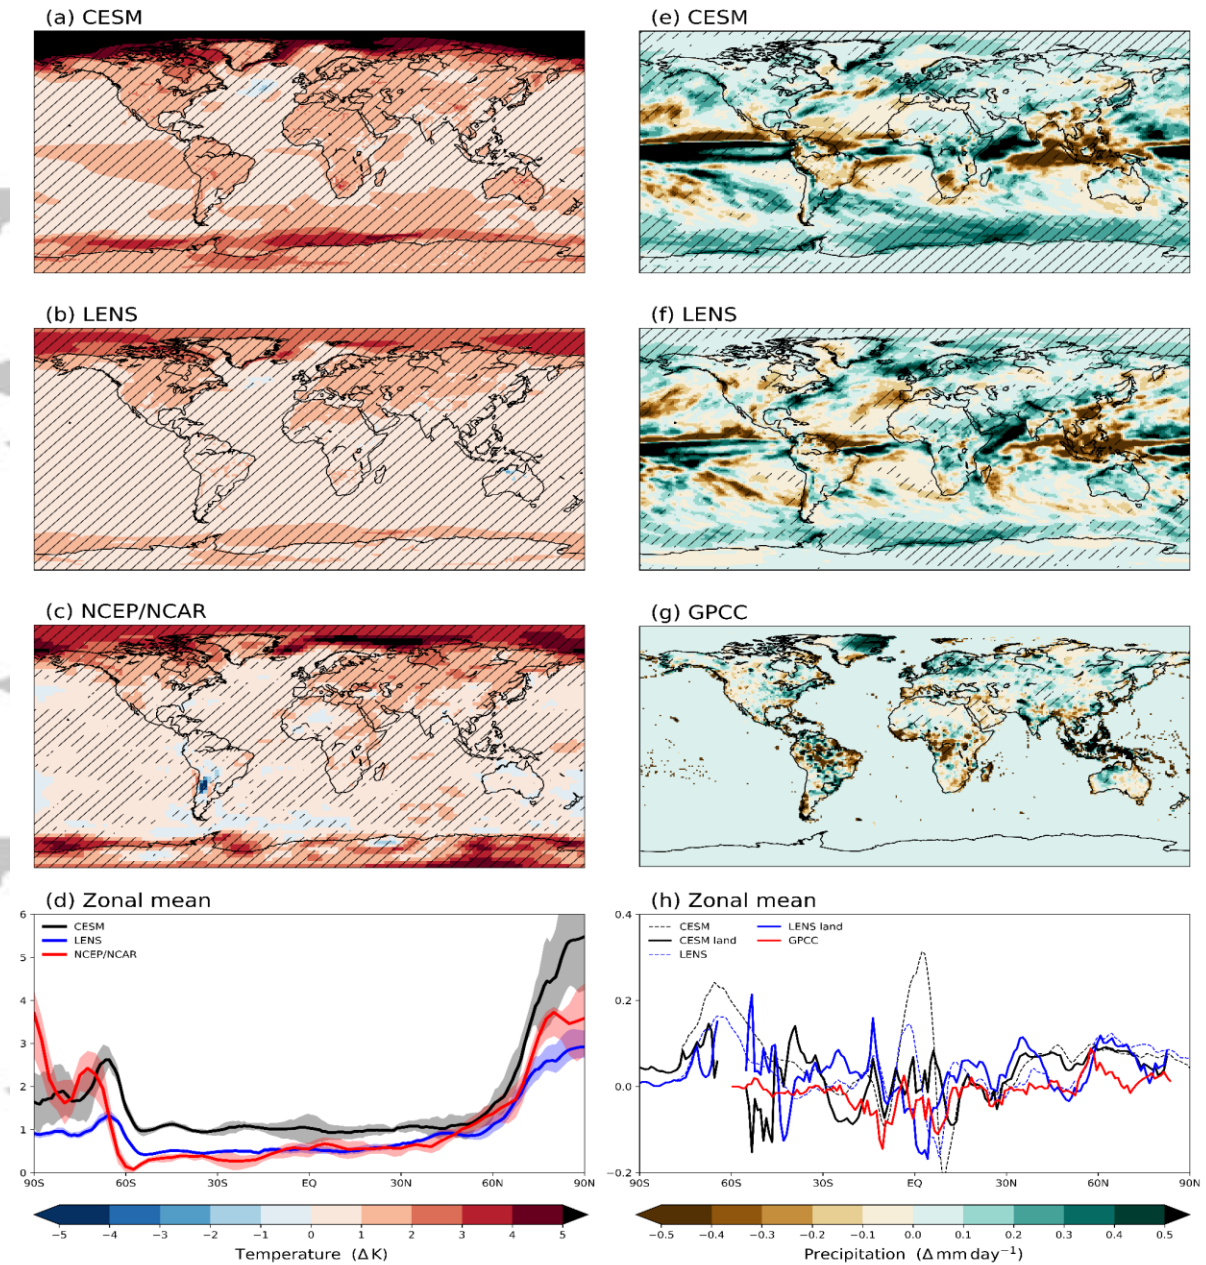 (a) CESM
(e) CESM
(b) LENS
(f) LENS
(c) NCEP/NCAR
(g) GPCC
(d) Zonal mean
6
5
4
3
2
1
0
CESM
LENS
NCEP/NCAR
90S
60S
30S
EQ
30N
60N
90N
(h) Zonal mean
0.4
0.2
0.0
−0.2
CESM
CESM land
LENS
LENS land
GPCC
90S
60S
30S
EQ
30N
60N
90N
−5 −4 −3 −2 −1 0 1 2 3 4 5
Temperature (Δ K)
−0.5 −0.4 −0.3 −0.2 −0.1 0.0 0.1 0.2 0.3 0.4 0.5
Precipitation (Δ mm day⁻¹)